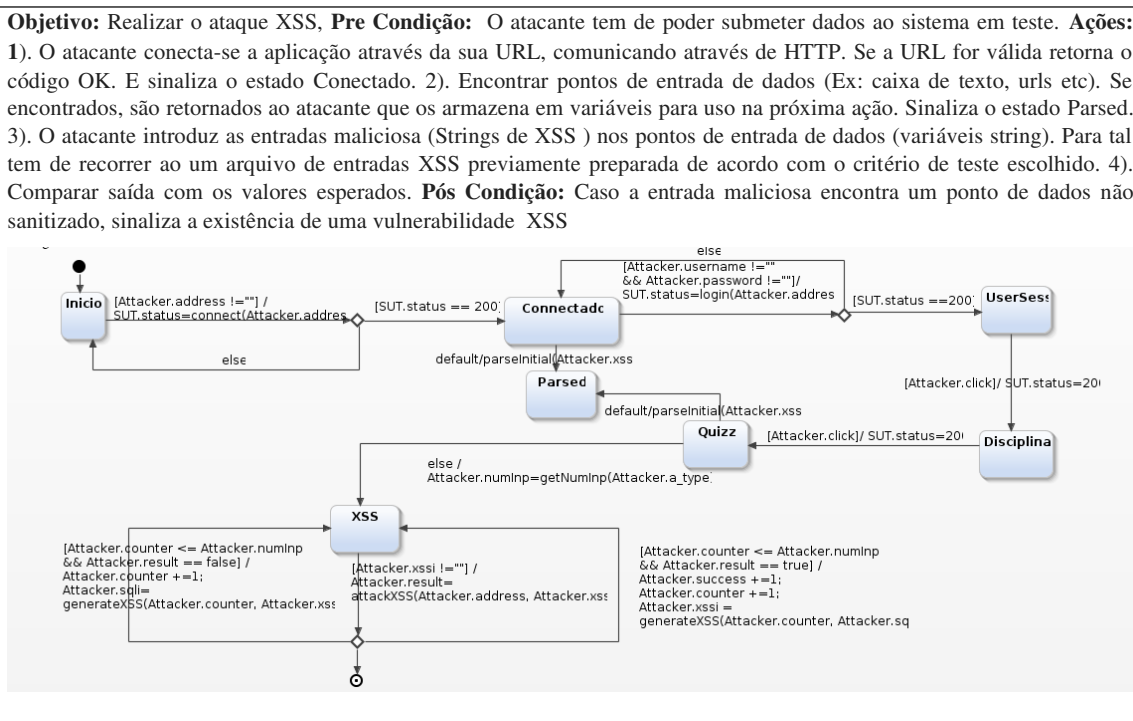 Objetivo: Realizar o ataque XSS, Pre Condição: O atacante tem de poder submeter dados ao sistema em teste. Ações:
1). O atacante conecta-se a aplicação através da sua URL, comunicando através de HTTP. Se a URL for válida retorna o
código OK. E sinaliza o estado Conectado. 2). Encontrar pontos de entrada de dados (Ex: caixa de texto, urls etc). Se
encontrados, são retornados ao atacante que os armazena em variáveis para uso na próxima ação. Sinaliza o estado Parsed.
3). O atacante introduz as entradas maliciosa (Strings de XSS ) nos pontos de entrada de dados (variáveis string). Para tal
tem de recorrer ao um arquivo de entradas XSS previamente preparada de acordo com o critério de teste escolhido. 4).
Comparar saída com os valores esperados. Pós Condição: Caso a entrada maliciosa encontra um ponto de dados não
sanitizado, sinaliza a existência de uma vulnerabilidade XSS
else
Inicio
[Attacker.address !=""] /
SUT.status=connect(Attacker.addres
else
[SUT.status == 200]
Connectado
[Attacker.username !=""
&& Attacker.password !=""]/
SUT.status=login(Attacker.addres
[SUT.status ==200]
UserSess
default/parseInitial(Attacker.xss
Parsed
[Attacker.click]/ SUT.status=20
default/parseInitial(Attacker.xss
Quizz
[Attacker.click]/ SUT.status=20
Disciplina
else /
Attacker.numInp=getNumInp(Attacker.a_type
XSS
[Attacker.counter <= Attacker.numInp
&& Attacker.result == false] /
Attacker.counter +=1;
Attacker.sqli=
generateXSS(Attacker.counter, Attacker.xss
[Attacker.xssi !=""] /
Attacker.result=
attackXSS(Attacker.address, Attacker.xss
[Attacker.counter <= Attacker.numInp
&& Attacker.result == true] /
Attacker.success +=1;
Attacker.counter +=1;
Attacker.xssi =
generateXSS(Attacker.counter, Attacker.sq